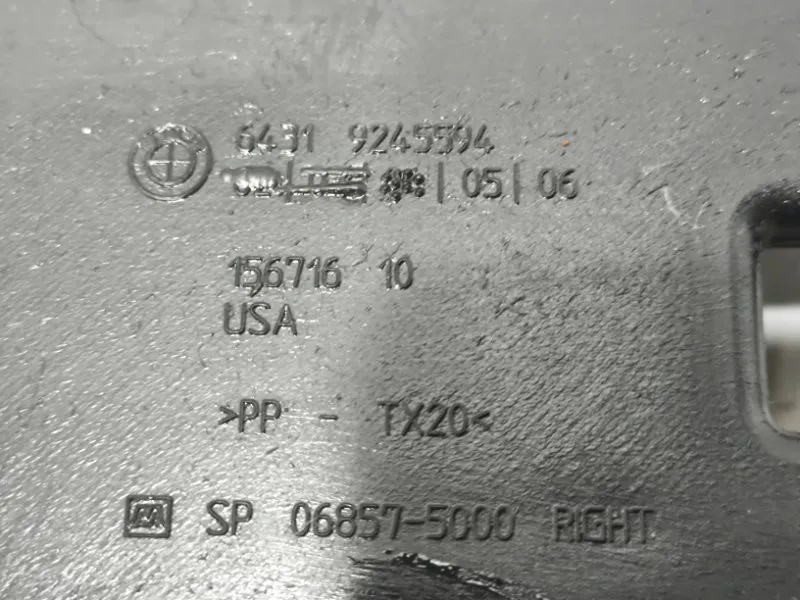 6431 9245594
|05|06
156716 10
USA
>PP - TX20<
SP 06857-5000 RIGHT